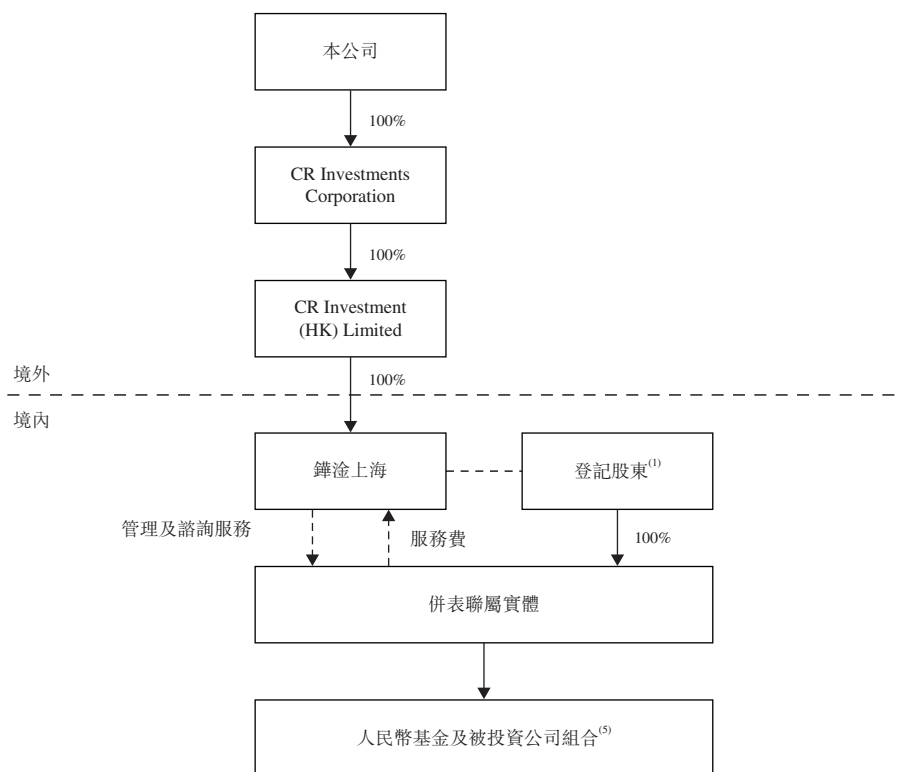 本公司
100%
CR Investments
Corporation
100%
CR Investment
(HK) Limited
境外
100%
境內
鏵淦上海
登記股東(1)
管理及諮詢服務
服務費
100%
併表聯屬實體
人民幣基金及被投資公司組合(5)